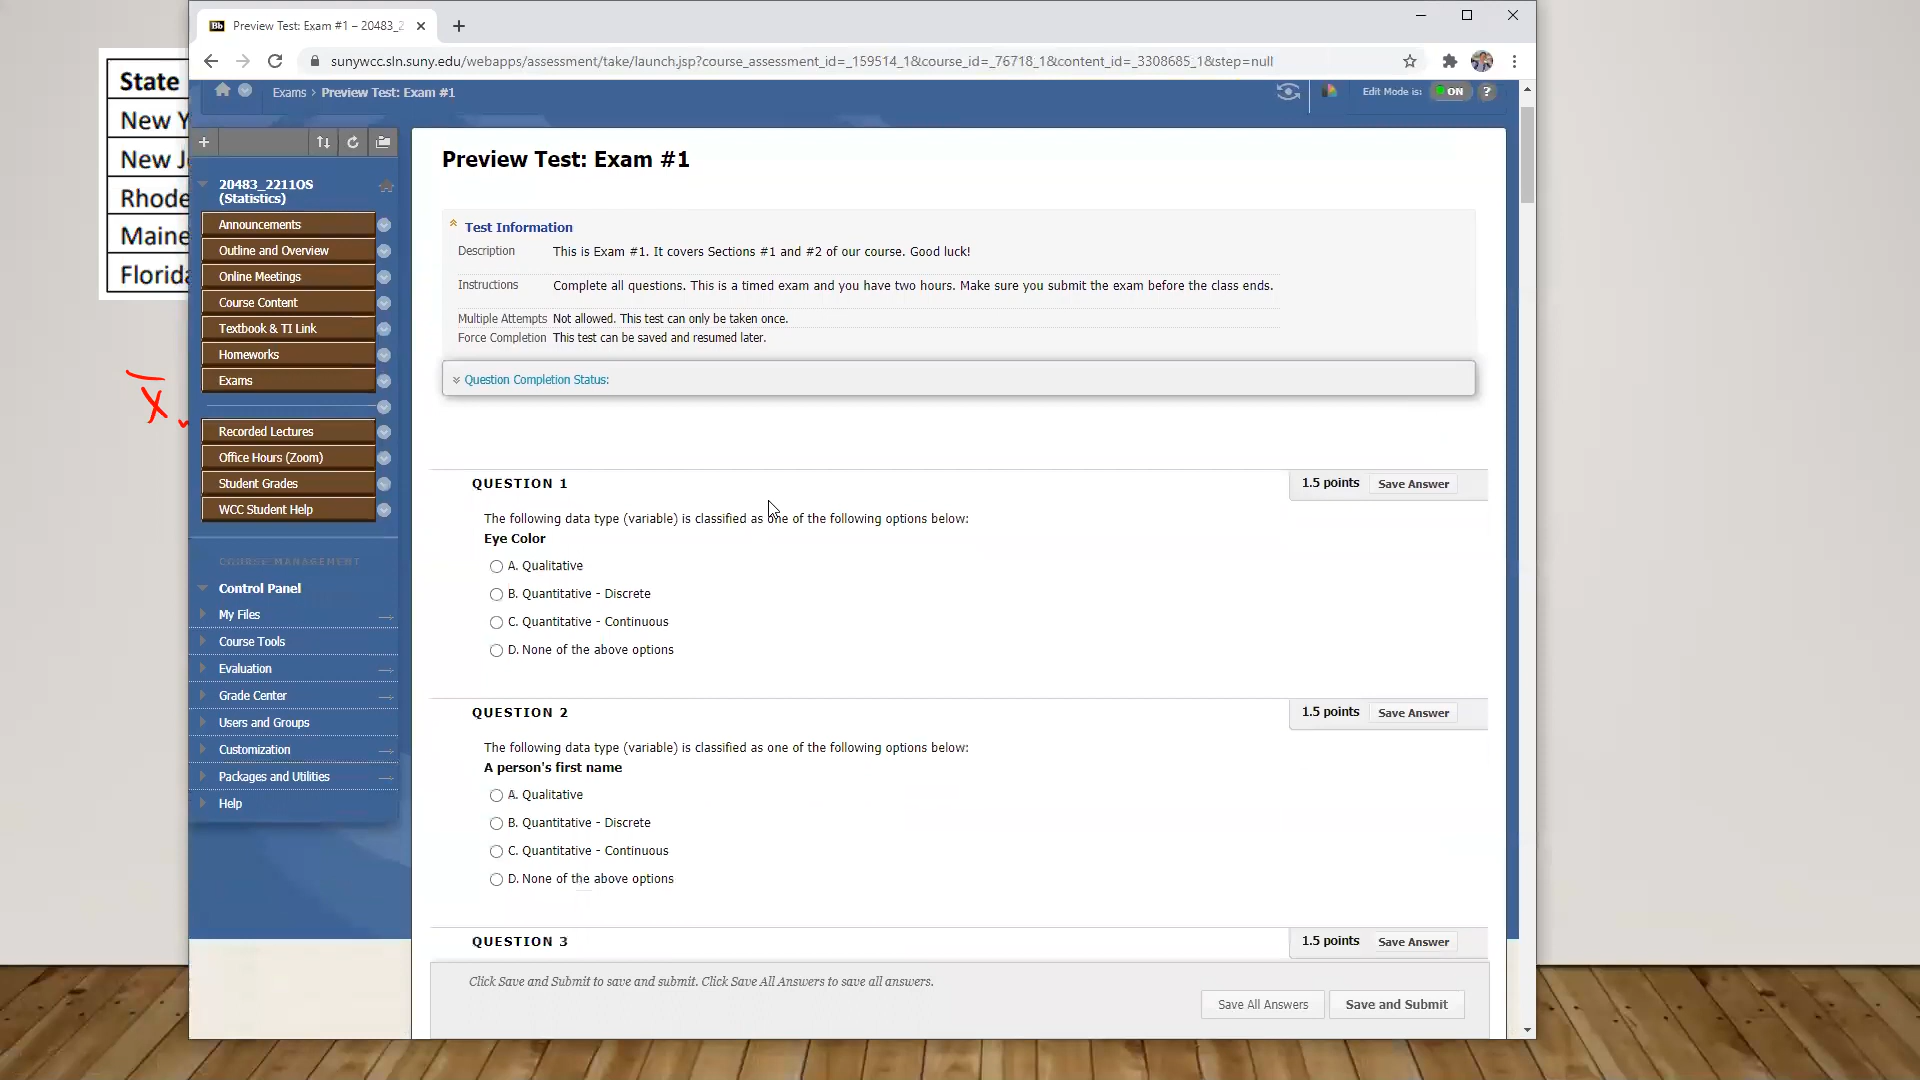 Preview Test: Exam #1 – 20483_2
sunywcc.sln.suny.edu/webapps/assessment/take/launch.jsp?course_assessment_id=_159514_1&course_id=_76718_1&content_id=_3308685_1&step=null
Exams > Preview Test: Exam #1
Edit Mode is: ON ?
State
New Y
New J
Rhode
Maine
Florida
x
20483_2211OS
(Statistics)
Announcements
Outline and Overview
Online Meetings
Course Content
Textbook & TI Link
Homeworks
Exams
Recorded Lectures
Office Hours (Zoom)
Student Grades
WCC Student Help
COURSE MANAGEMENT
Control Panel
My Files
Course Tools
Evaluation
Grade Center
Users and Groups
Customization
Packages and Utilities
Help
Preview Test: Exam #1
Test Information
Description This is Exam #1. It covers Sections #1 and #2 of our course. Good luck!
Instructions Complete all questions. This is a timed exam and you have two hours. Make sure you submit the exam before the class ends.
Multiple Attempts Not allowed. This test can only be taken once.
Force Completion This test can be saved and resumed later.
Question Completion Status:
QUESTION 1
1.5 points Save Answer
The following data type (variable) is classified as one of the following options below:
Eye Color
A. Qualitative
B. Quantitative - Discrete
C. Quantitative - Continuous
D. None of the above options
QUESTION 2
1.5 points Save Answer
The following data type (variable) is classified as one of the following options below:
A person's first name
A. Qualitative
B. Quantitative - Discrete
C. Quantitative - Continuous
D. None of the above options
QUESTION 3
1.5 points Save Answer
Click Save and Submit to save and submit. Click Save All Answers to save all answers.
Save All Answers Save and Submit